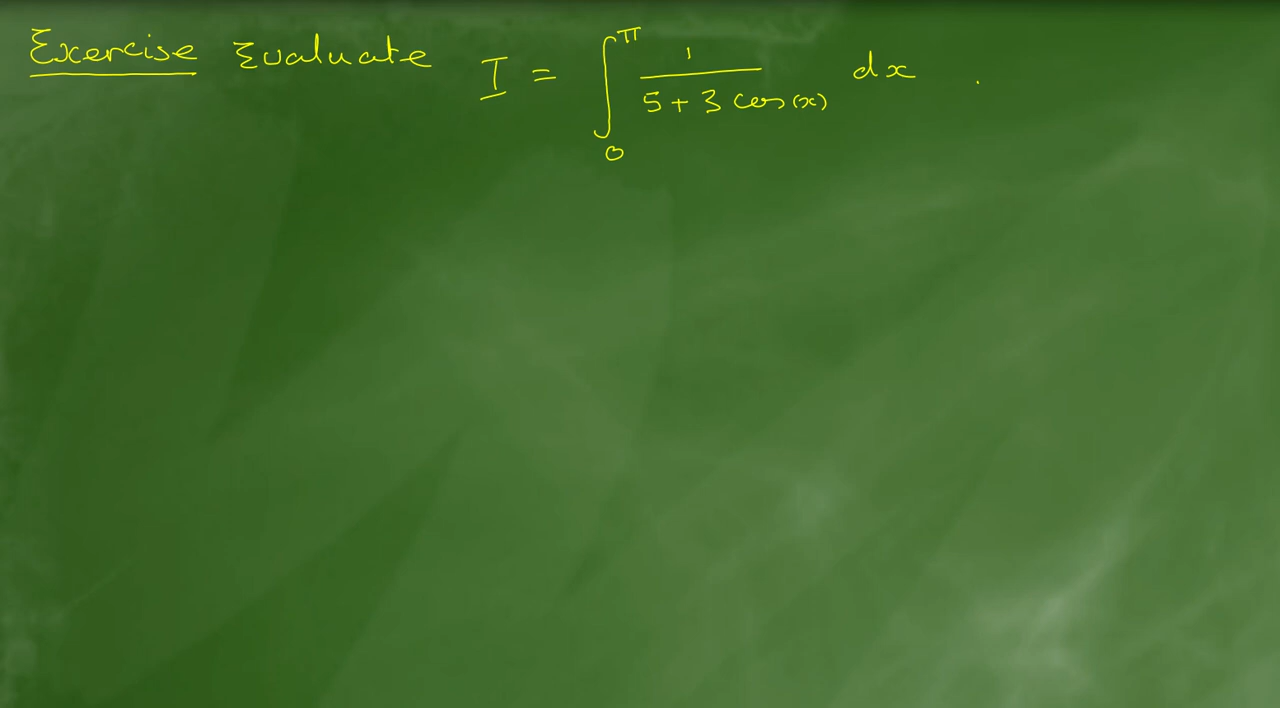 Exercise Evaluate I = ∫₀^π 1/(5 + 3 cos(x)) dx .